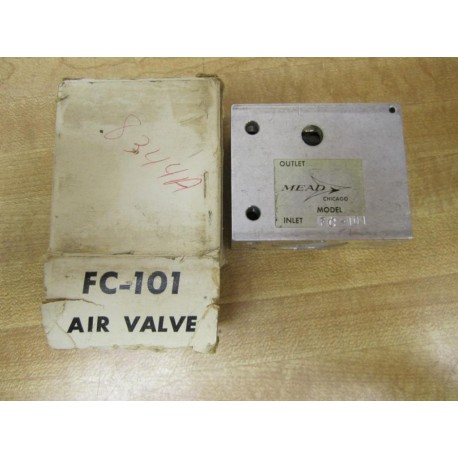 8344A
FC-101
AIR VALVE
OUTLET
MEAD
CHICAGO
MODEL
INLET